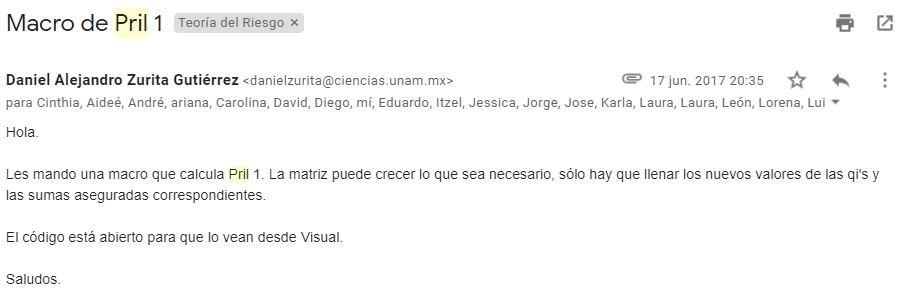 Macro de Pril 1 Teoría del Riesgo ×
Daniel Alejandro Zurita Gutiérrez <danielzurita@ciencias.unam.mx> 17 jun. 2017 20:35
para Cinthia, Aideé, André, ariana, Carolina, David, Diego, mí, Eduardo, Itzel, Jessica, Jorge, Jose, Karla, Laura, Laura, León, Lorena, Lui
Hola.
Les mando una macro que calcula Pril 1. La matriz puede crecer lo que sea necesario, sólo hay que llenar los nuevos valores de las qi's y
las sumas aseguradas correspondientes.
El código está abierto para que lo vean desde Visual.
Saludos.